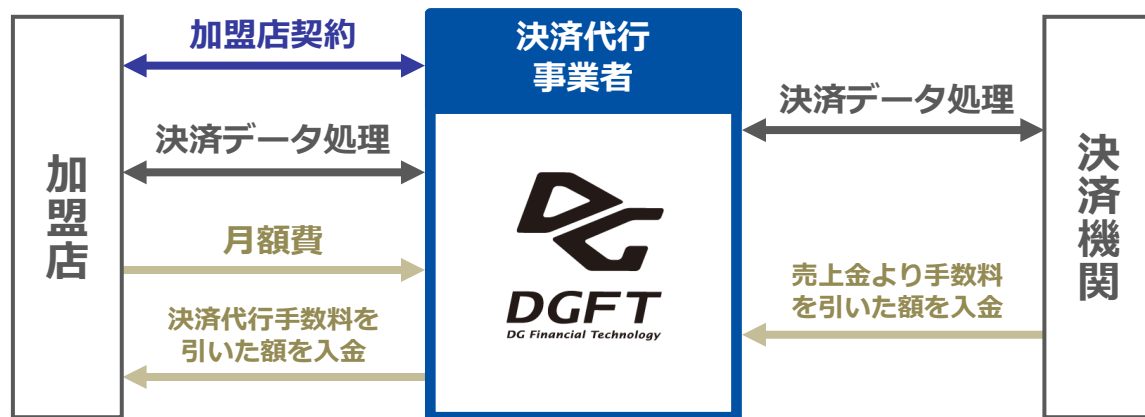 加盟店
加盟店契約
決済データ処理
月額費
決済代行手数料を
引いた額を入金
決済代行
事業者
DGFT
DG Financial Technology
決済データ処理
売上金より手数料
を引いた額を入金
決済機関